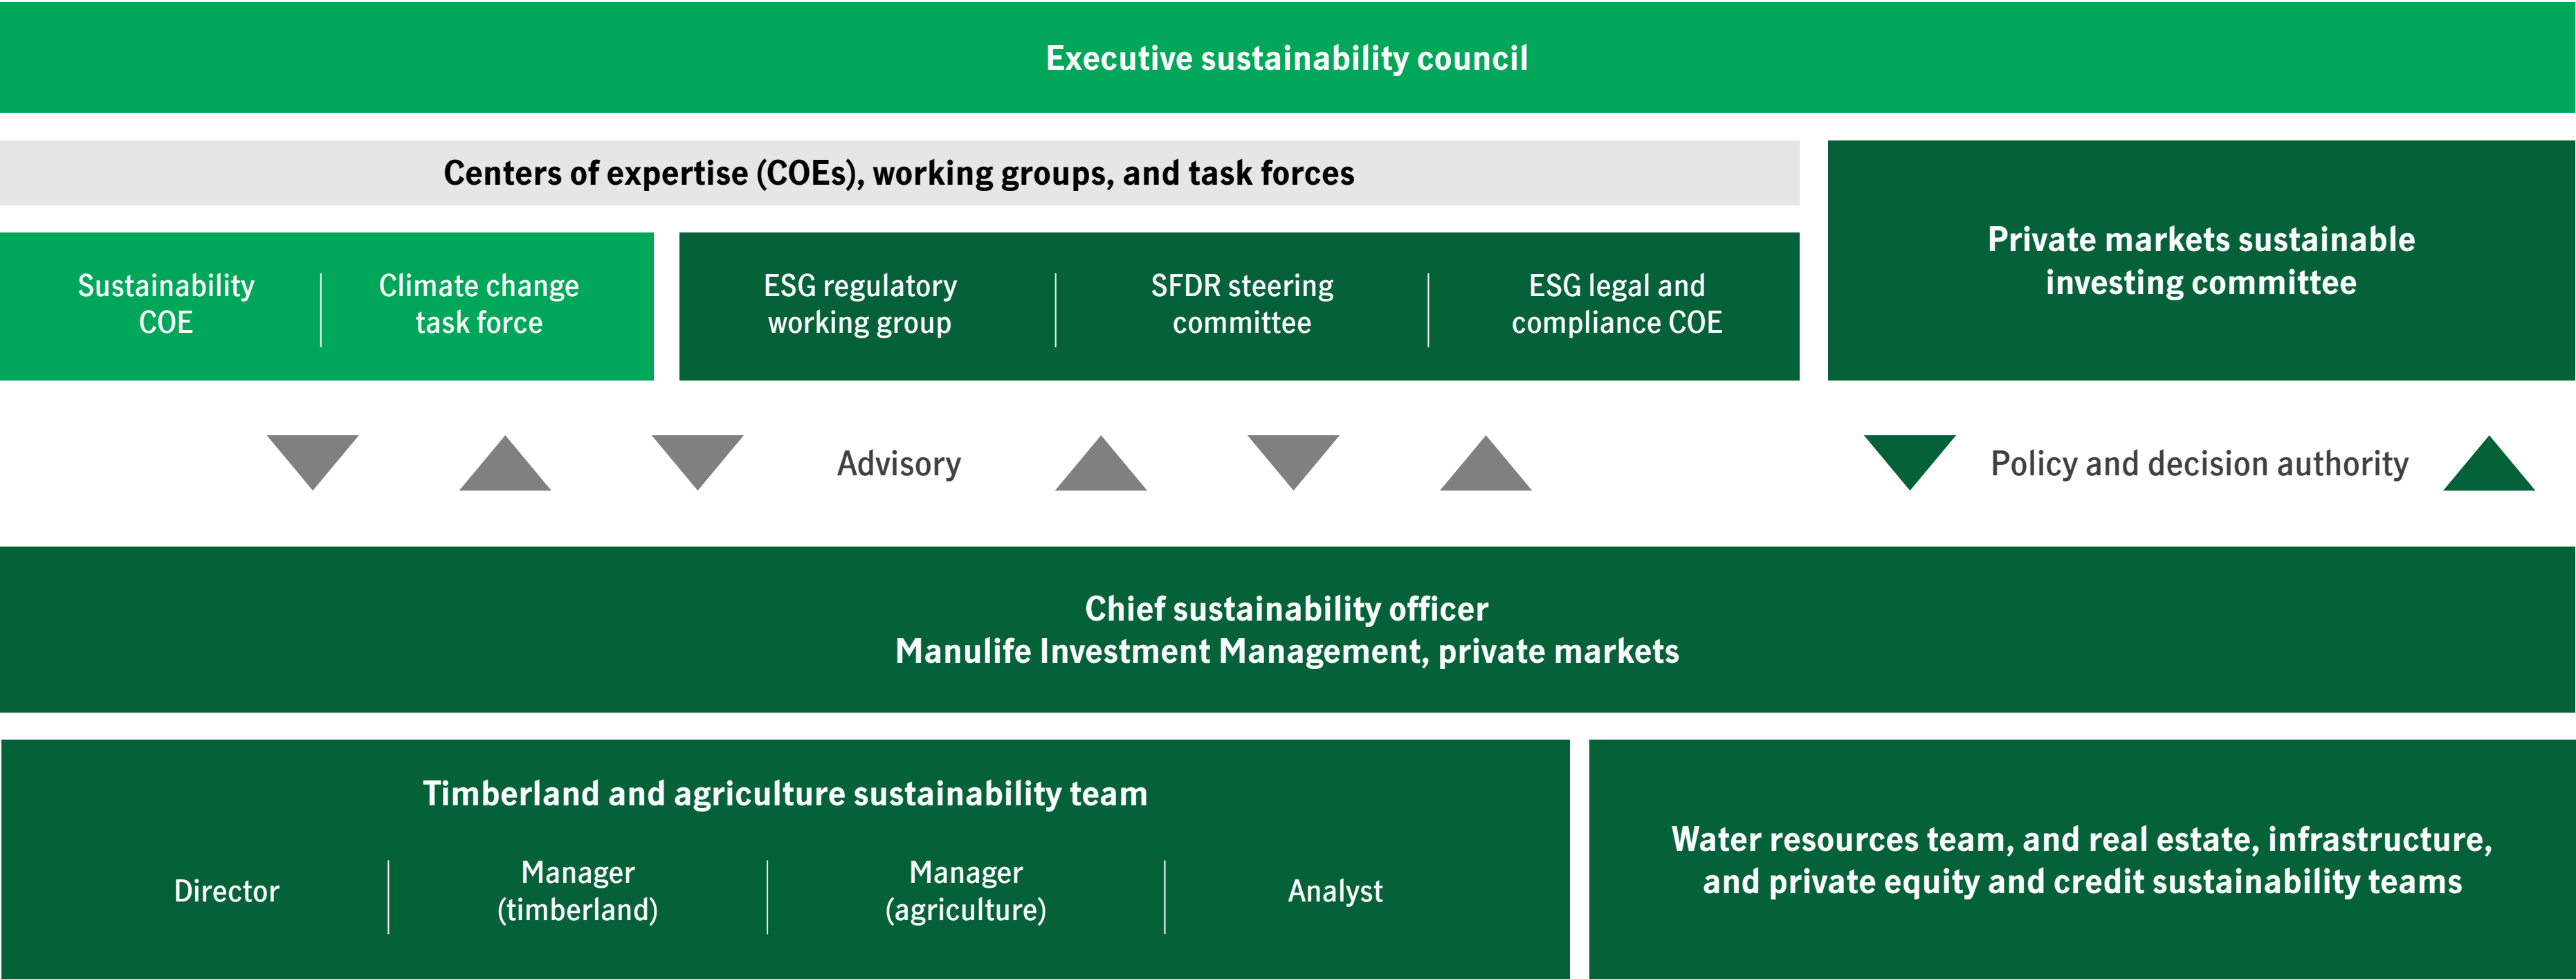 Executive sustainability council
Centers of expertise (COEs), working groups, and task forces
Sustainability
COE
Climate change
task force
ESG regulatory
working group
SFDR steering
committee
ESG legal and
compliance COE
Private markets sustainable
investing committee
Advisory
Policy and decision authority
Chief sustainability officer
Manulife Investment Management, private markets
Timberland and agriculture sustainability team
Director
Manager
(timberland)
Manager
(agriculture)
Analyst
Water resources team, and real estate, infrastructure,
and private equity and credit sustainability teams